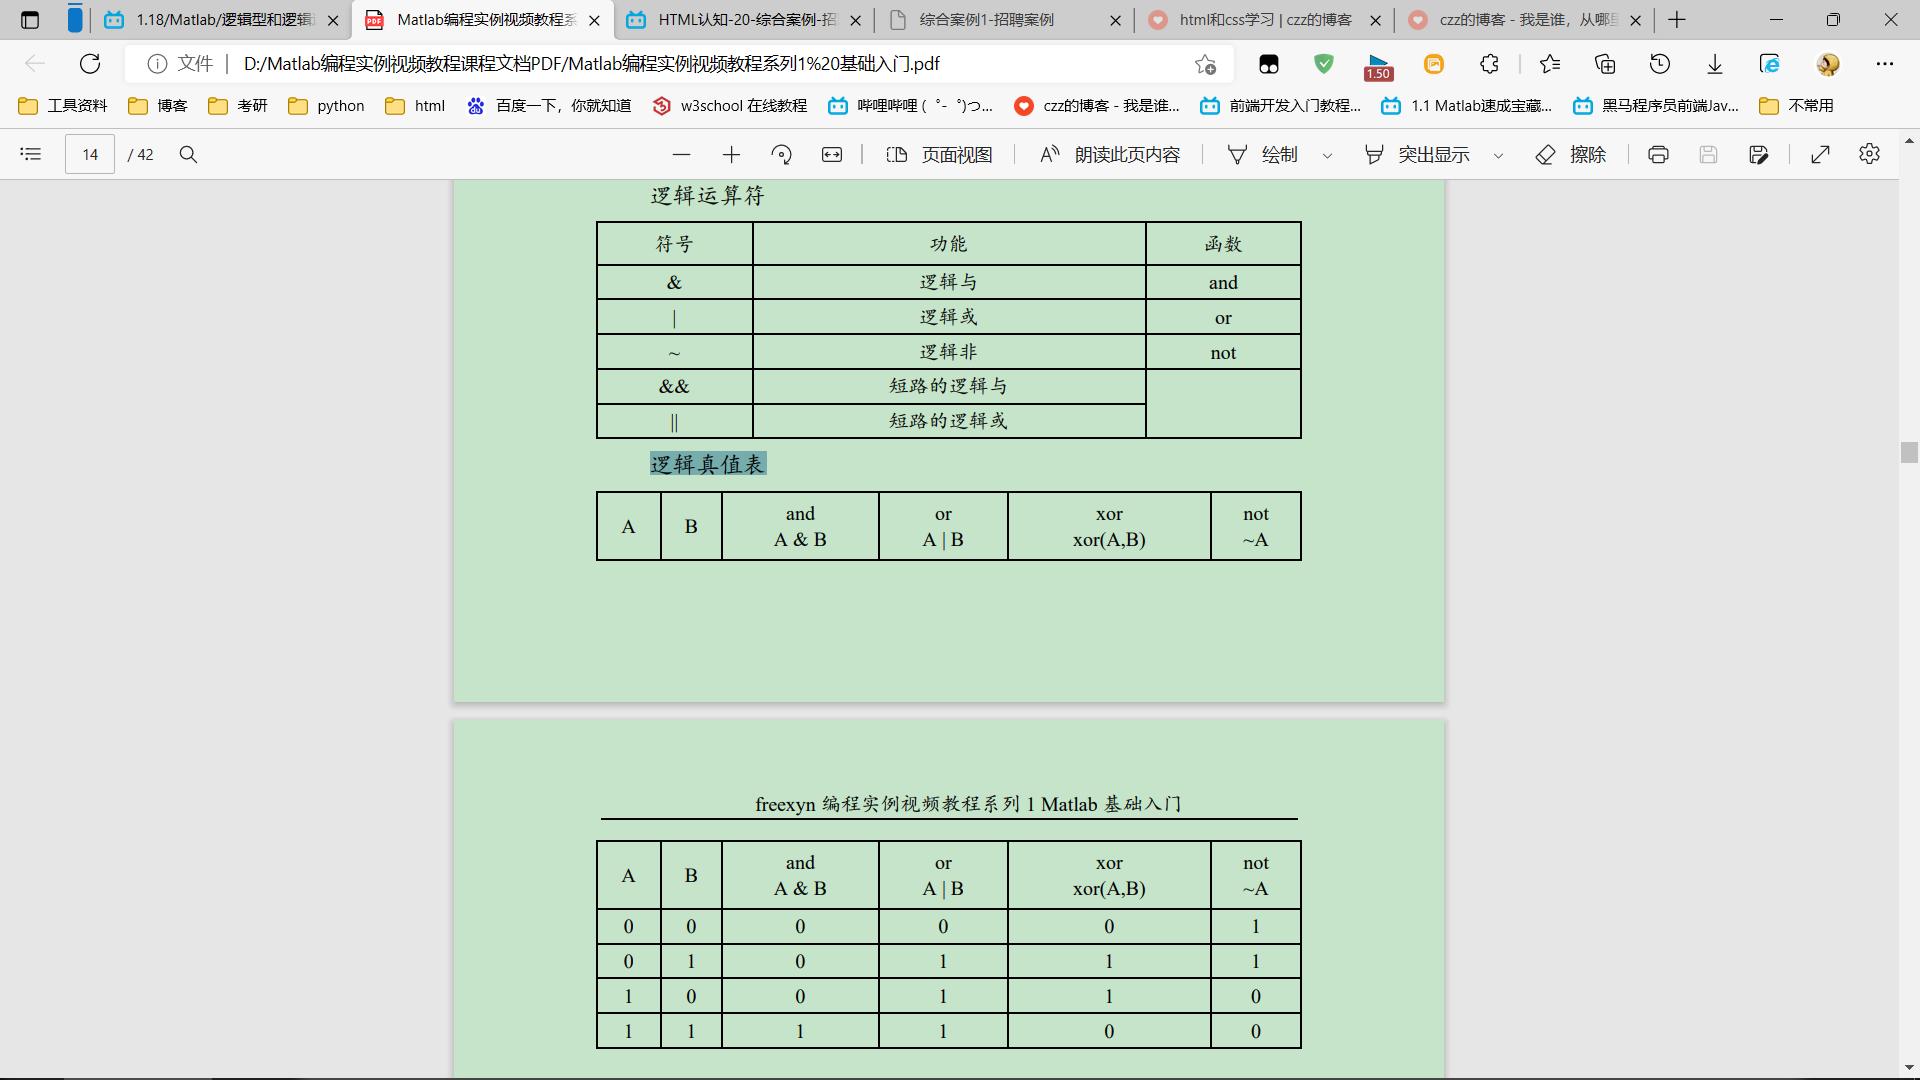 1.18/Matlab/逻辑型和逻辑
Matlab编程实例视频教程系
HTML认知-20-综合案例-招
综合案例1-招聘案例
html和css学习 | czz的博客
czz的博客 - 我是谁，从哪里
文件 | D:/Matlab编程实例视频教程课程文档PDF/Matlab编程实例视频教程系列1%20基础入门.pdf
1.50
工具资料 博客 考研 python html 百度一下，你就知道 w3school 在线教程 哔哩哔哩 ( ゜- ゜)つ... czz的博客 - 我是谁... 前端开发入门教程... 1.1 Matlab速成宝藏... 黑马程序员前端Jav... 不常用
14 / 42 页面视图 朗读此页内容 绘制 突出显示 擦除
逻辑运算符
符号 功能 函数
& 逻辑与 and
| 逻辑或 or
~ 逻辑非 not
&& 短路的逻辑与
|| 短路的逻辑或
逻辑真值表
A B and A & B or A | B xor xor(A,B) not ~A
freexyn 编程实例视频教程系列 1 Matlab 基础入门
A B and A & B or A | B xor xor(A,B) not ~A
0 0 0 0 0 1
0 1 0 1 1 1
1 0 0 1 1 0
1 1 1 1 0 0